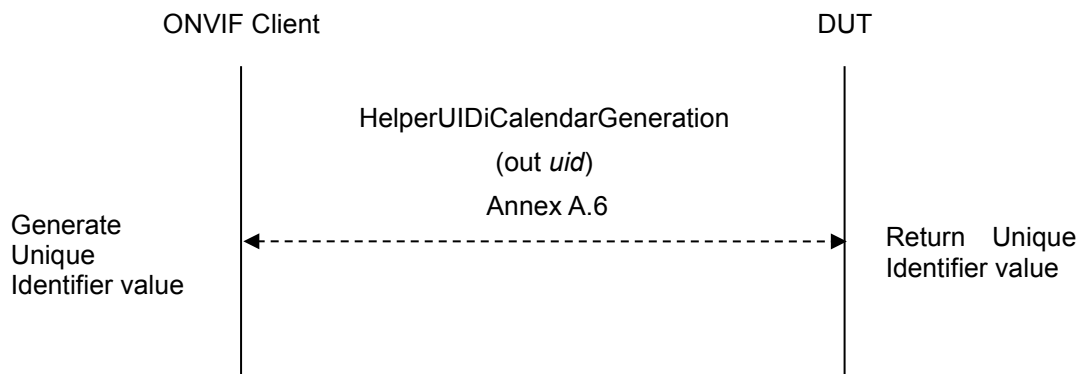 ONVIF Client
DUT
HelperUIDiCalendarGeneration
(out uid)
Annex A.6
Generate
Unique
Identifier value
Return Unique
Identifier value